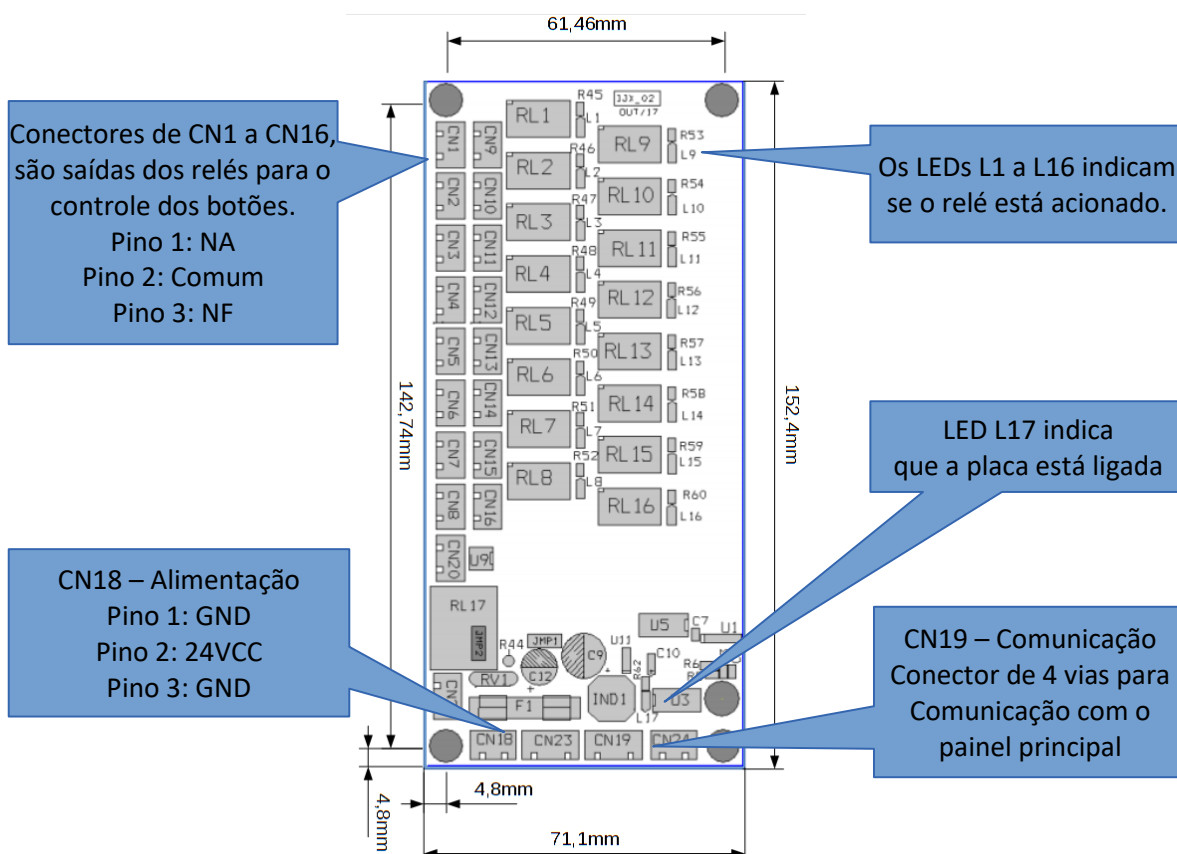 61,46mm
Conectores de CN1 a CN16,
são saídas dos relés para o
controle dos botões.
Pino 1: NA
Pino 2: Comum
Pino 3: NF
Os LEDs L1 a L16 indicam
se o relé está acionado.
LED L17 indica
que a placa está ligada
CN18 – Alimentação
Pino 1: GND
Pino 2: 24VCC
Pino 3: GND
CN19 – Comunicação
Conector de 4 vias para
Comunicação com o
painel principal
142,74mm
152,4mm
4,8mm
4,8mm
71,1mm
OUT/17
CN1
CN2
CN3
CN4
CN5
CN6
CN7
CN8
CN20
CN9
CN10
CN11
CN12
CN13
CN14
CN15
CN16
U9
RL1
RL2
RL3
RL4
RL5
RL6
RL7
RL8
R45
L1
R46
L2
R47
L3
R48
L4
R49
L5
R50
L6
R51
L7
R52
L8
RL9
RL10
RL11
RL12
RL13
RL14
RL15
RL16
R53
L9
R54
L10
R55
L11
R56
L12
R57
L13
R58
L14
R59
L15
R60
L16
RL17
JMP2
R44
JMP1
C12
C9
U11
R62
C10
U5
C7
U1
RV1
F1
IND1
L17
U3
CN18
CN23
CN19
CN24